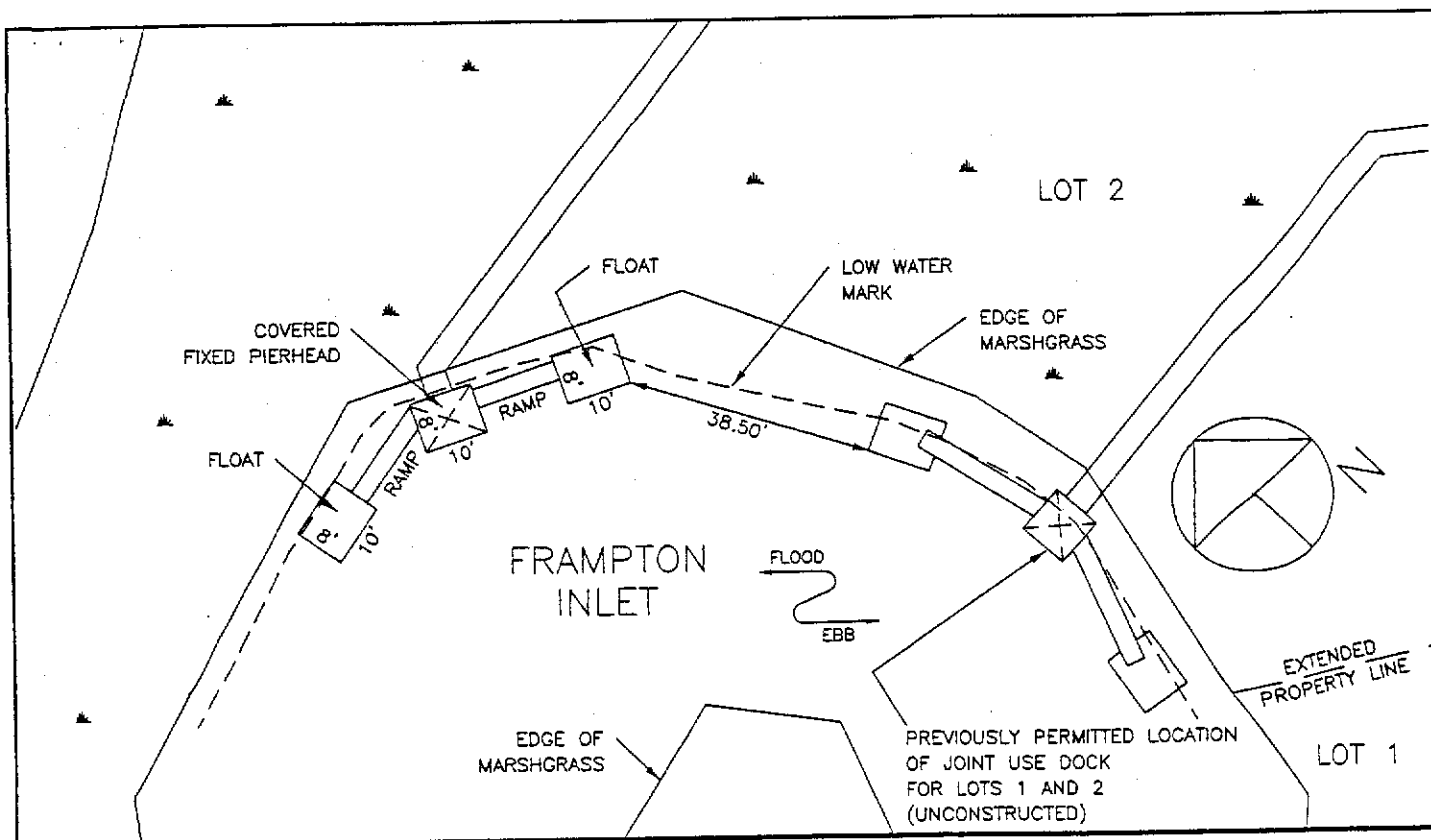 LOT 2
FLOAT
LOW WATER
MARK
COVERED
FIXED PIERHEAD
EDGE OF
MARSHGRASS
8'
10'
RAMP
8'
10'
38.50'
FLOAT
RAMP
8'
10'
N
FRAMPTON
INLET
FLOOD
EBB
EXTENDED
PROPERTY LINE
EDGE OF
MARSHGRASS
PREVIOUSLY PERMITTED LOCATION
OF JOINT USE DOCK
FOR LOTS 1 AND 2
(UNCONSTRUCTED)
LOT 1